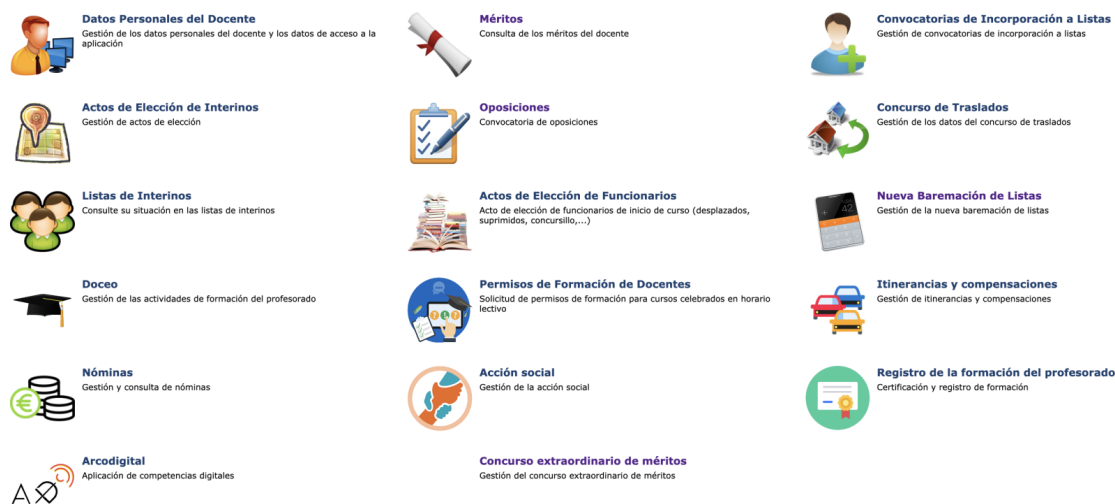 Datos Personales del Docente
Gestión de los datos personales del docente y los datos de acceso a la
aplicación
Méritos
Consulta de los méritos del docente
Convocatorias de Incorporación a Listas
Gestión de convocatorias de incorporación a listas
Actos de Elección de Interinos
Gestión de actos de elección
Oposiciones
Convocatoria de oposiciones
Concurso de Traslados
Gestión de los datos del concurso de traslados
Listas de Interinos
Consulte su situación en las listas de interinos
Actos de Elección de Funcionarios
Acto de elección de funcionarios de inicio de curso (desplazados,
suprimidos, concursillo,...)
Nueva Baremación de Listas
Gestión de la nueva baremación de listas
Doceo
Gestión de las actividades de formación del profesorado
Permisos de Formación de Docentes
Solicitud de permisos de formación para cursos celebrados en horario
lectivo
Itinerancias y compensaciones
Gestión de itinerancias y compensaciones
Nóminas
Gestión y consulta de nóminas
Acción social
Gestión de la acción social
Registro de la formación del profesorado
Certificación y registro de formación
Arcodigital
Aplicación de competencias digitales
Concurso extraordinario de méritos
Gestión del concurso extraordinario de méritos